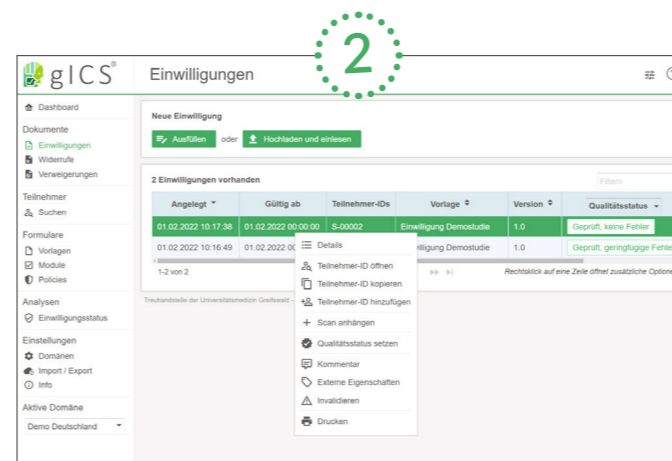 2
gICS®
Einwilligungen
Dashboard
Dokumente
Einwilligungen
Widerrufe
Verweigerungen
Teilnehmer
Suchen
Formulare
Vorlagen
Module
Policies
Analysen
Einwilligungsstatus
Einstellungen
Domänen
Import / Export
Info
Aktive Domäne
Demo Deutschland
Neue Einwilligung
Ausfüllen oder Hochladen und einlesen
2 Einwilligungen vorhanden
Filtern
Angelegt Gültig ab Teilnehmer-IDs Vorlage Version Qualitätsstatus
01.02.2022 10:17:38 01.02.2022 00:00:00 S-00002 Einwilligung Demostudie 1.0 Geprüft, keine Fehler
01.02.2022 10:16:49 01.02.2022 00 illigung Demostudie 1.0 Geprüft, geringfügige Fehle
1-2 von 2
Rechtsklick auf eine Zeile öffnet zusätzliche Optione
Treuhandstelle der Universitätsmedizin Greifswald -
Details
Teilnehmer-ID öffnen
Teilnehmer-ID kopieren
Teilnehmer-ID hinzufügen
Scan anhängen
Qualitätsstatus setzen
Kommentar
Externe Eigenschaften
Invalidieren
Drucken